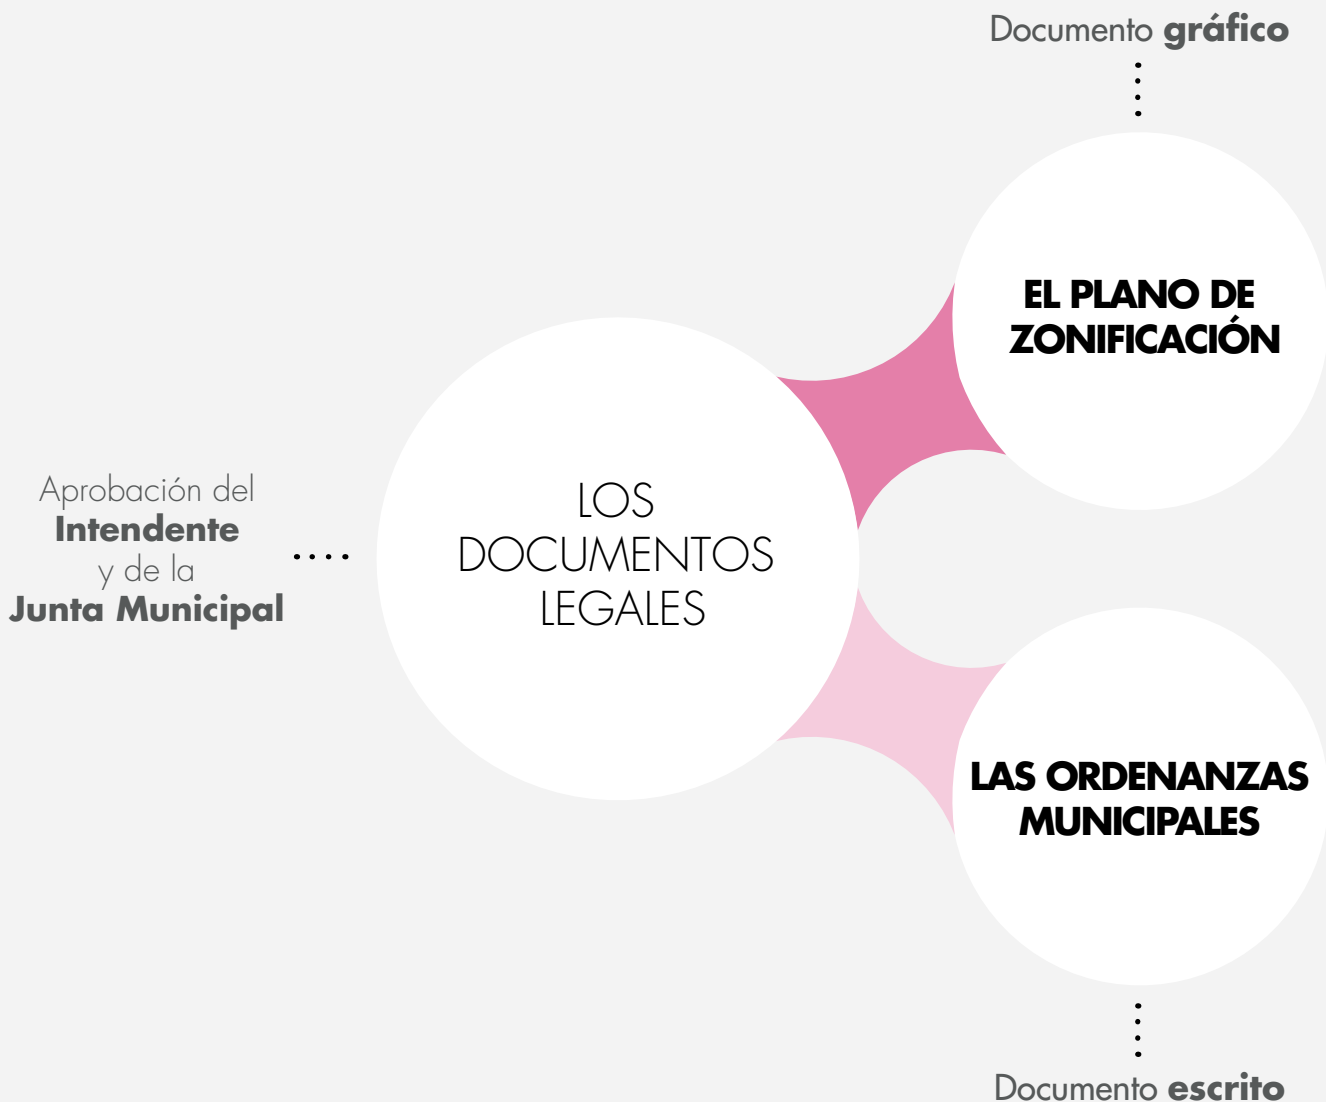 Documento gráfico
EL PLANO DE
ZONIFICACIÓN
Aprobación del
Intendente
y de la
Junta Municipal
LOS
DOCUMENTOS
LEGALES
LAS ORDENANZAS
MUNICIPALES
Documento escrito